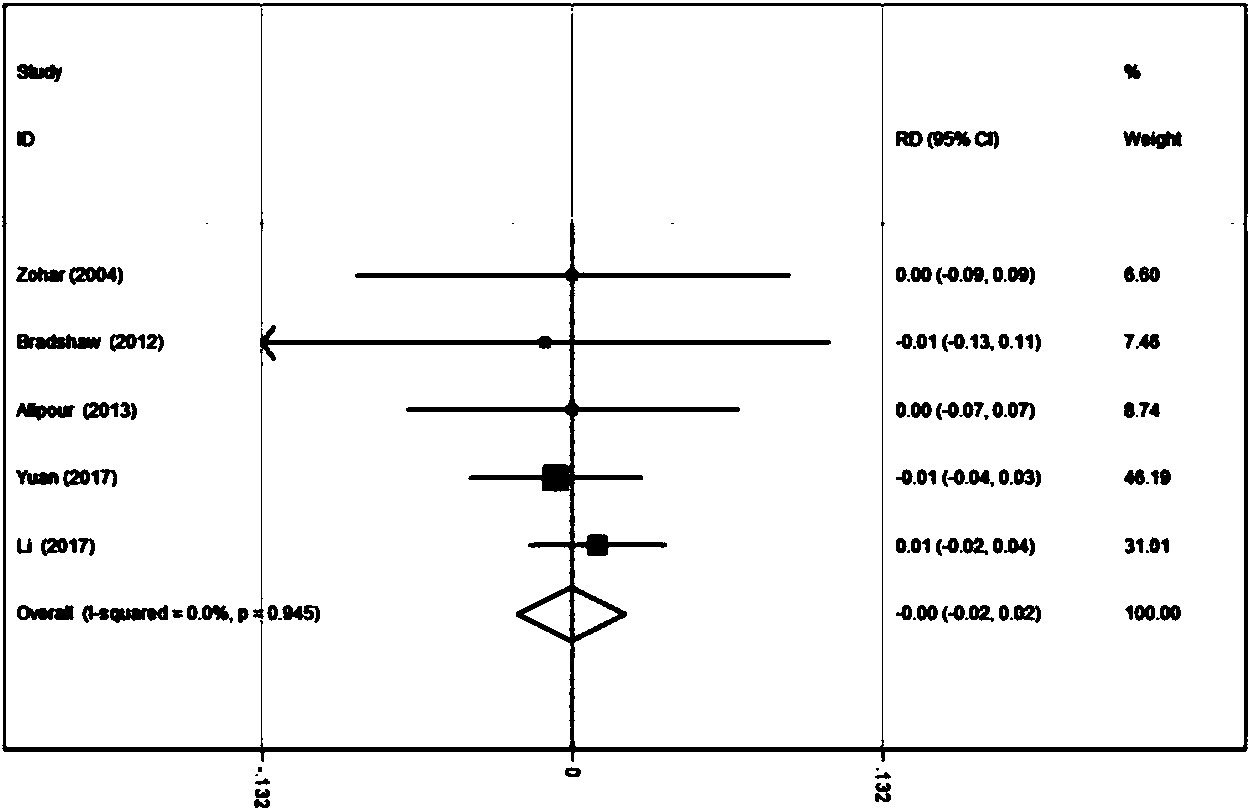 Study %
ID RD (95% CI) Weight
Zohar (2004) 0.00 (-0.09, 0.09) 6.60
Bradshaw (2012) -0.01 (-0.13, 0.11) 7.46
Alipour (2013) 0.00 (-0.07, 0.07) 8.74
Yuan (2017) -0.01 (-0.04, 0.03) 46.19
Li (2017) 0.01 (-0.02, 0.04) 31.01
Overall (I-squared = 0.0%, p = 0.945) -0.00 (-0.02, 0.02) 100.00
-.132 0 .132